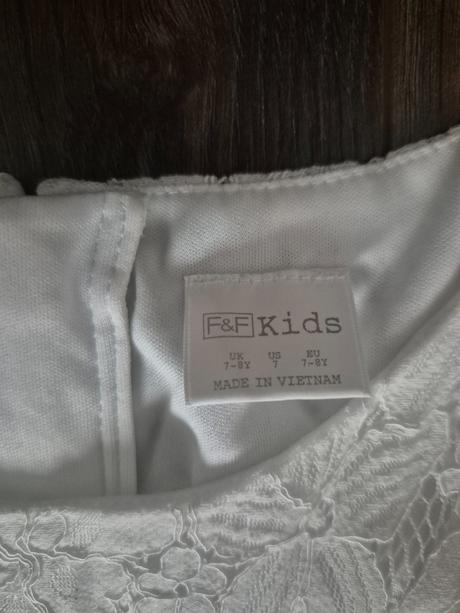 F&F Kids
UK US EU
7-8Y 7 7-8Y
MADE IN VIETNAM